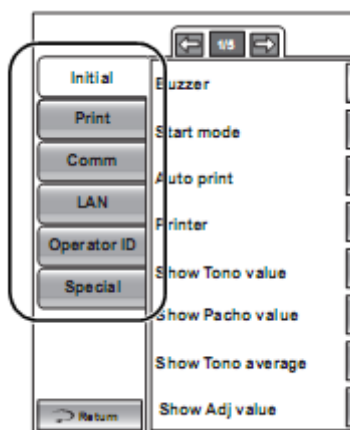 1/5
Initial
Print
Comm
LAN
Operator ID
Special
Return
Buzzer
Start mode
Auto print
Printer
Show Tono value
Show Pacho value
Show Tono average
Show Adj value